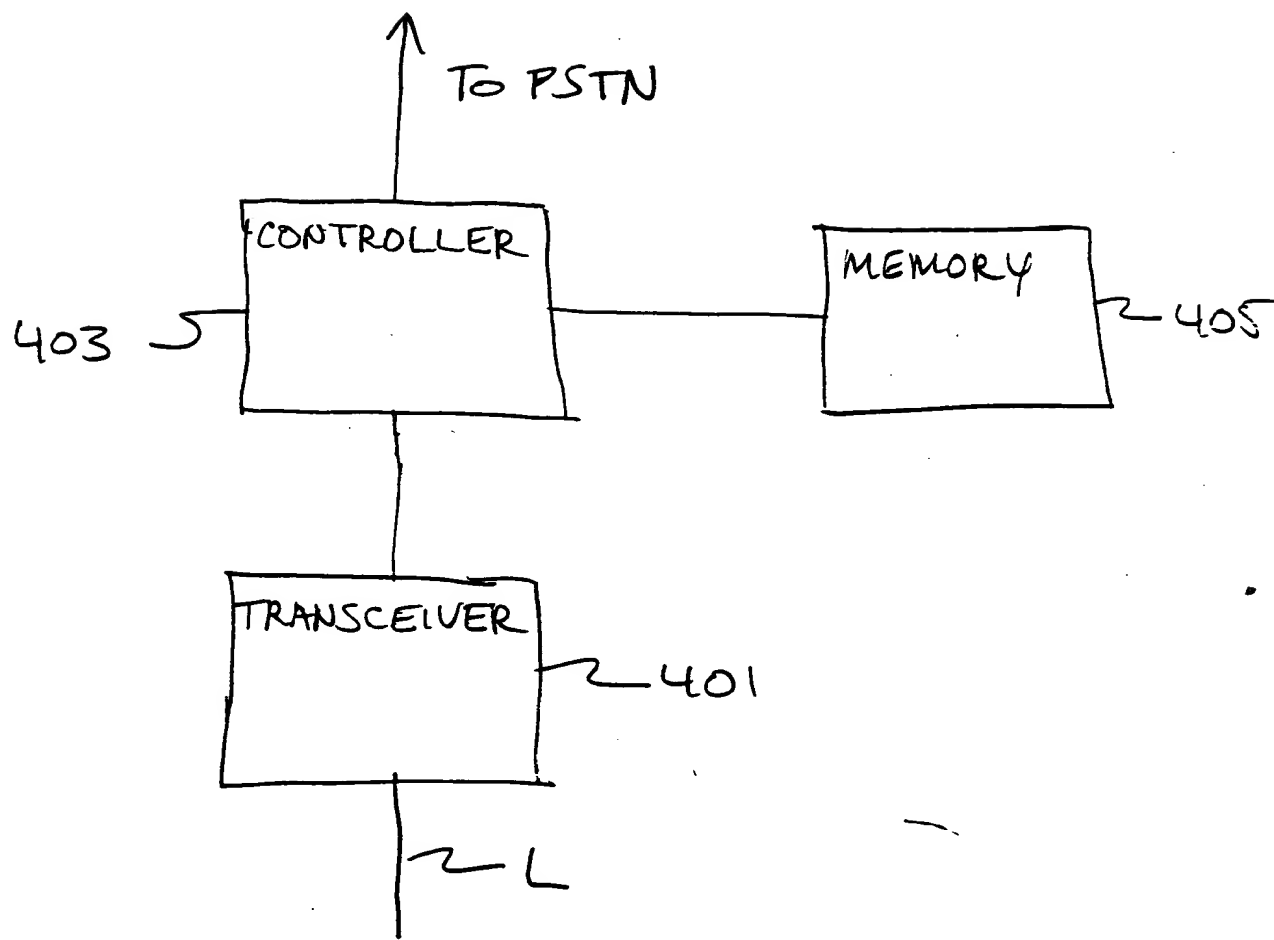 TO PSTN
CONTROLLER
MEMORY
403
405
TRANSCEIVER
401
L